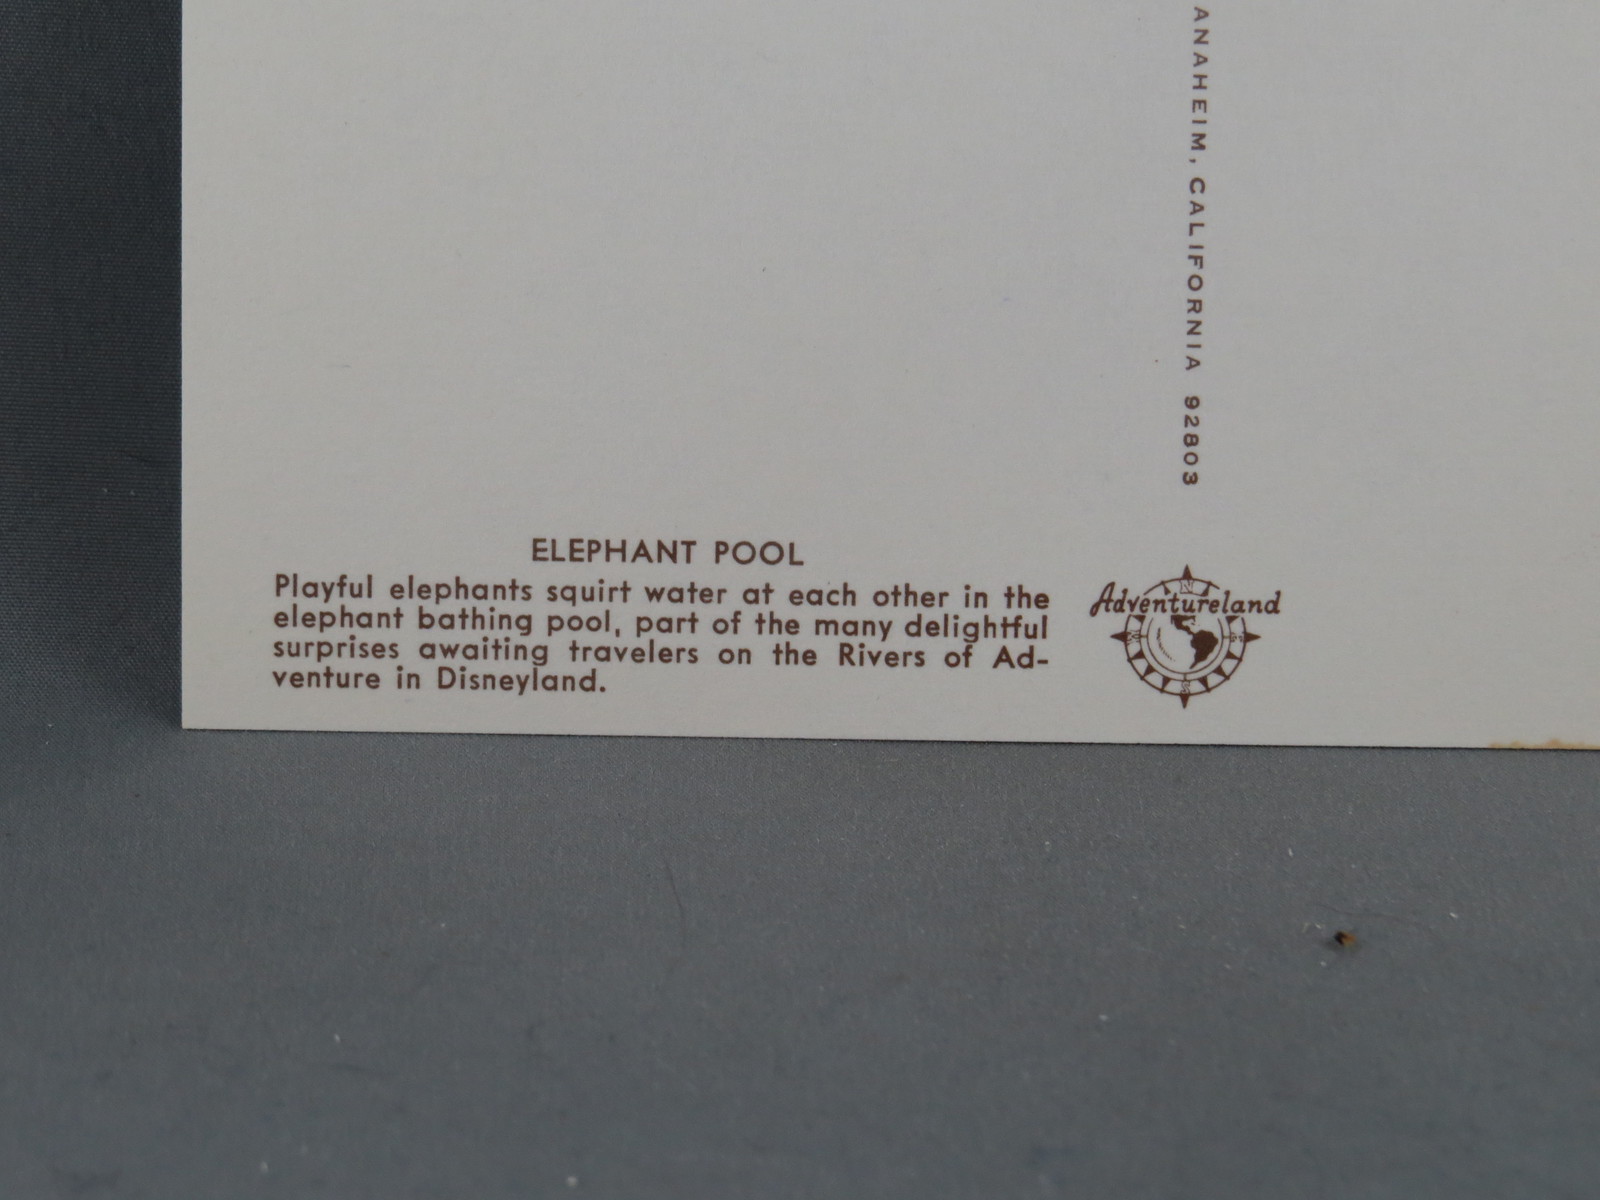 ANAHEIM, CALIFORNIA 92803
ELEPHANT POOL
Playful elephants squirt water at each other in the
elephant bathing pool, part of the many delightful
surprises awaiting travelers on the Rivers of Ad-
venture in Disneyland.
Adventureland
N